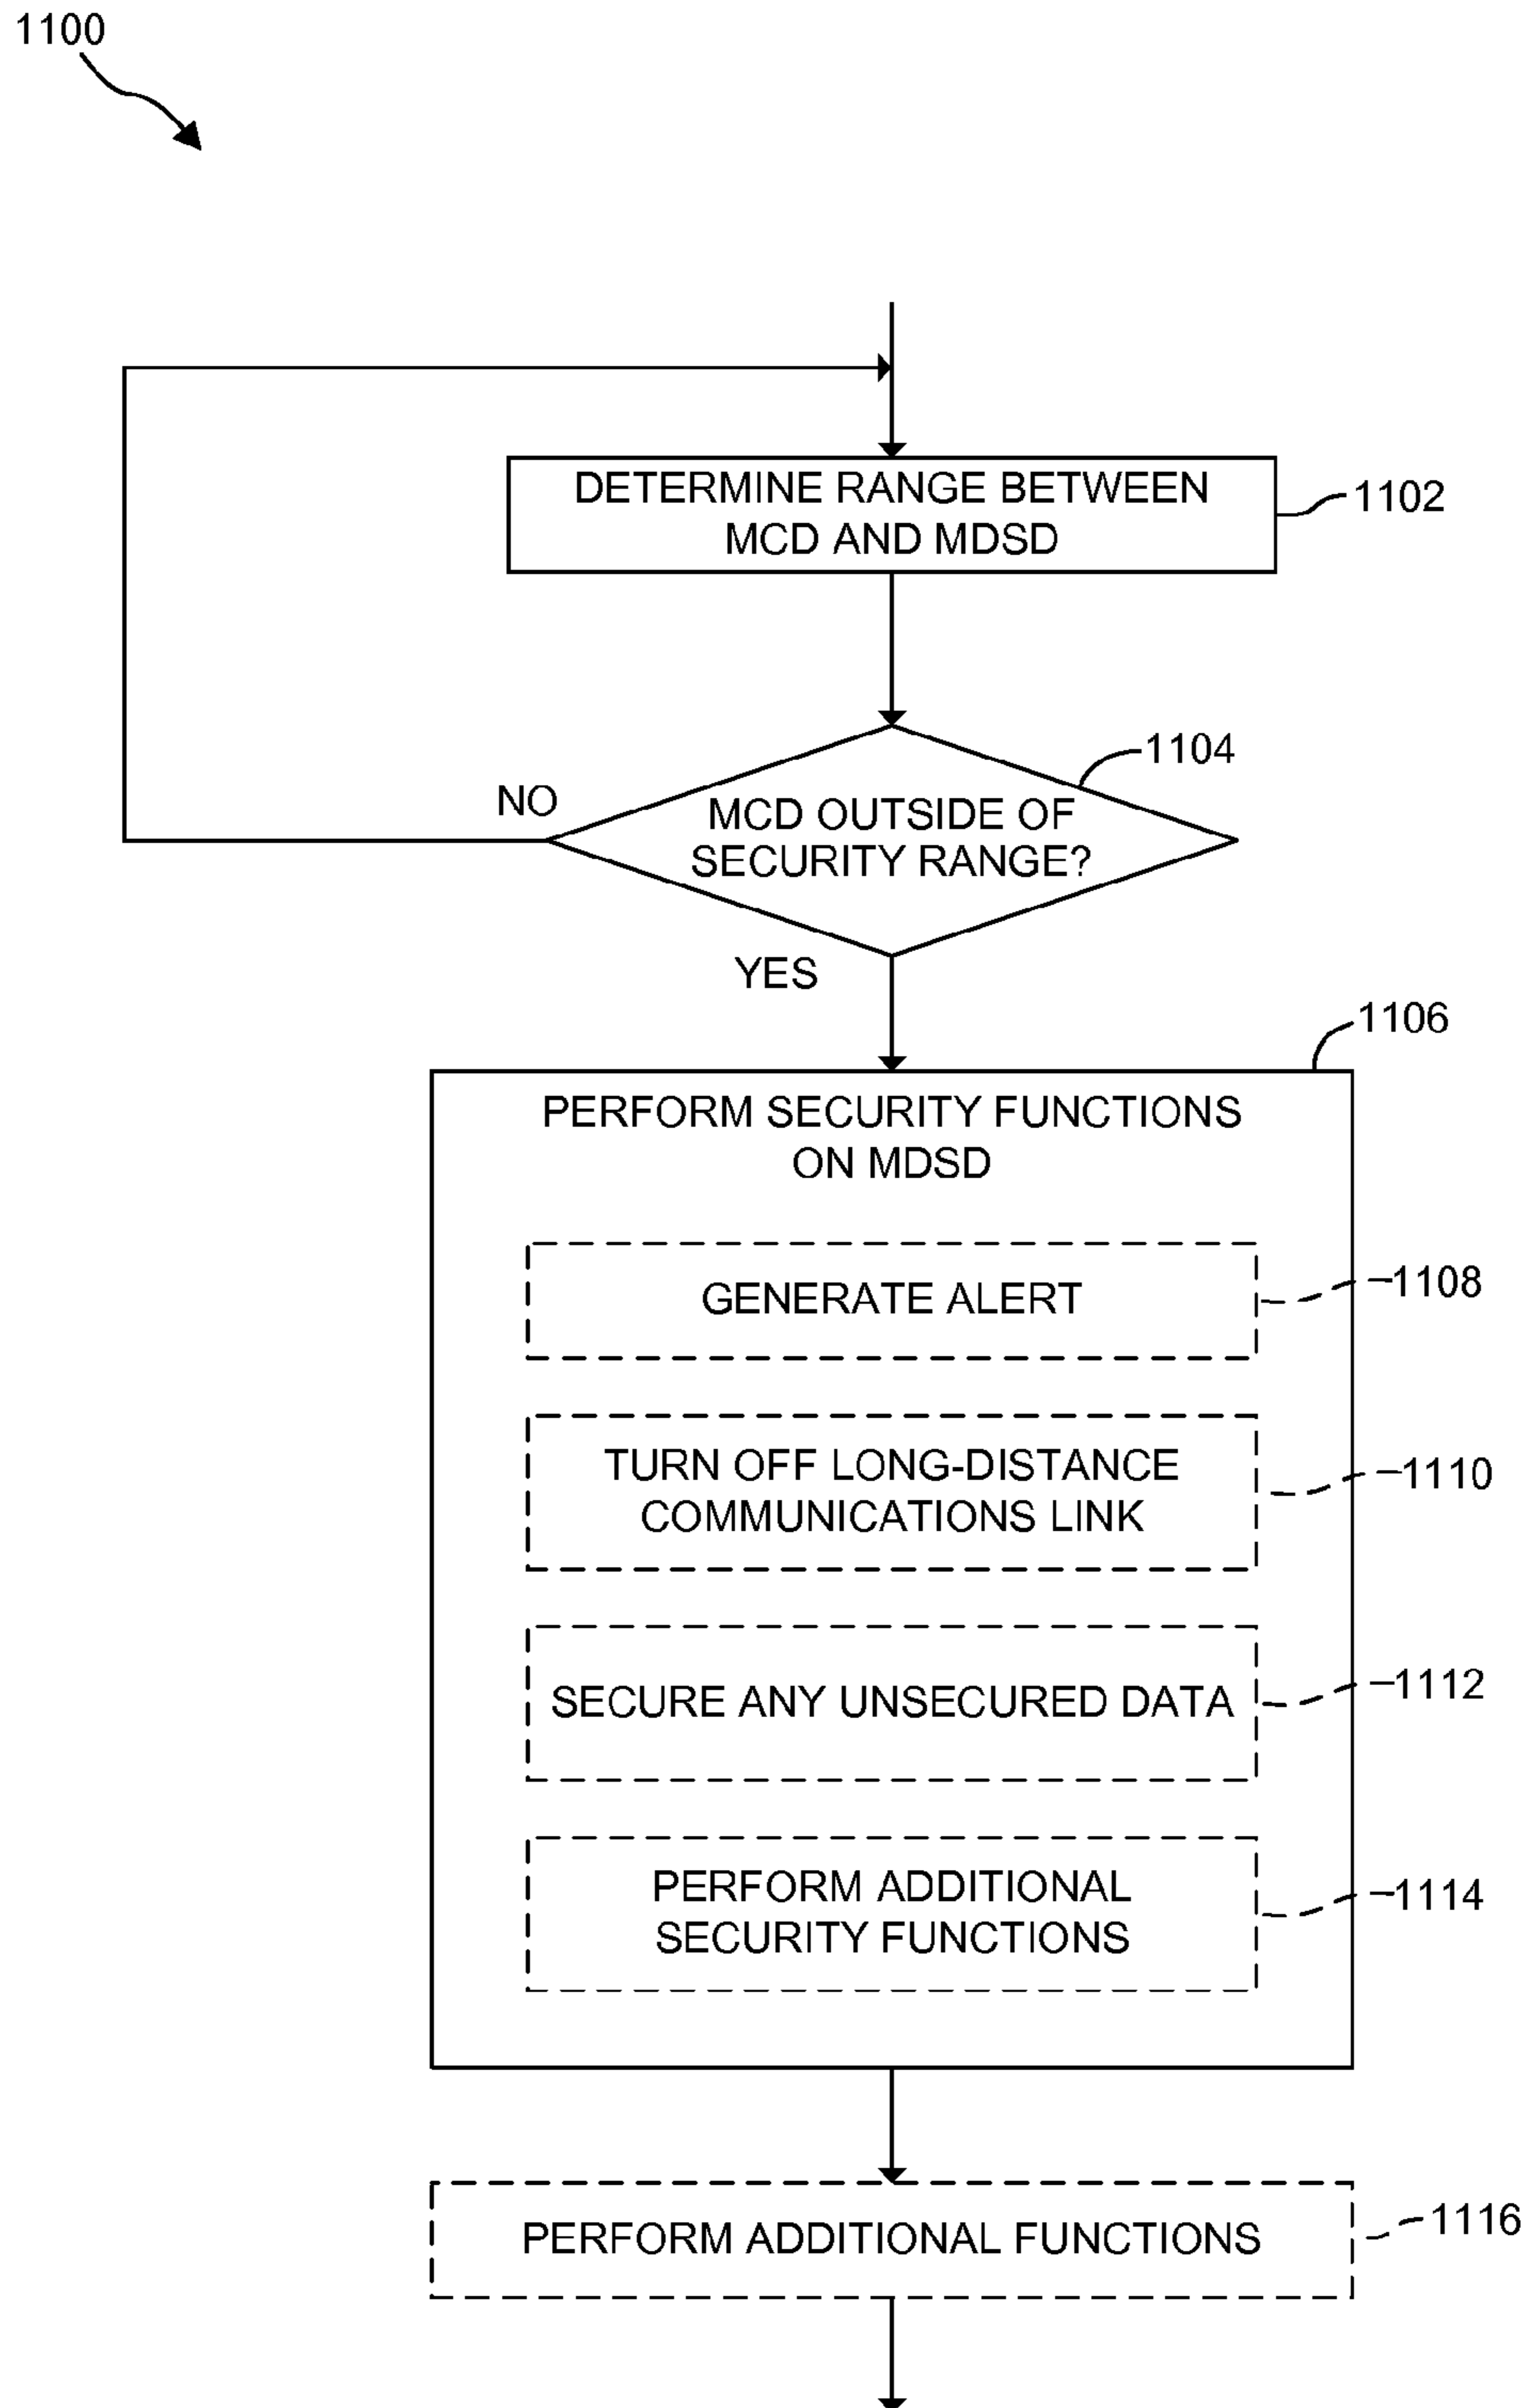 1100
DETERMINE RANGE BETWEEN
MCD AND MDSD
1102
1104
NO
MCD OUTSIDE OF
SECURITY RANGE?
YES
1106
PERFORM SECURITY FUNCTIONS
ON MDSD
GENERATE ALERT
1108
TURN OFF LONG-DISTANCE
COMMUNICATIONS LINK
1110
SECURE ANY UNSECURED DATA
1112
PERFORM ADDITIONAL
SECURITY FUNCTIONS
1114
PERFORM ADDITIONAL FUNCTIONS
1116